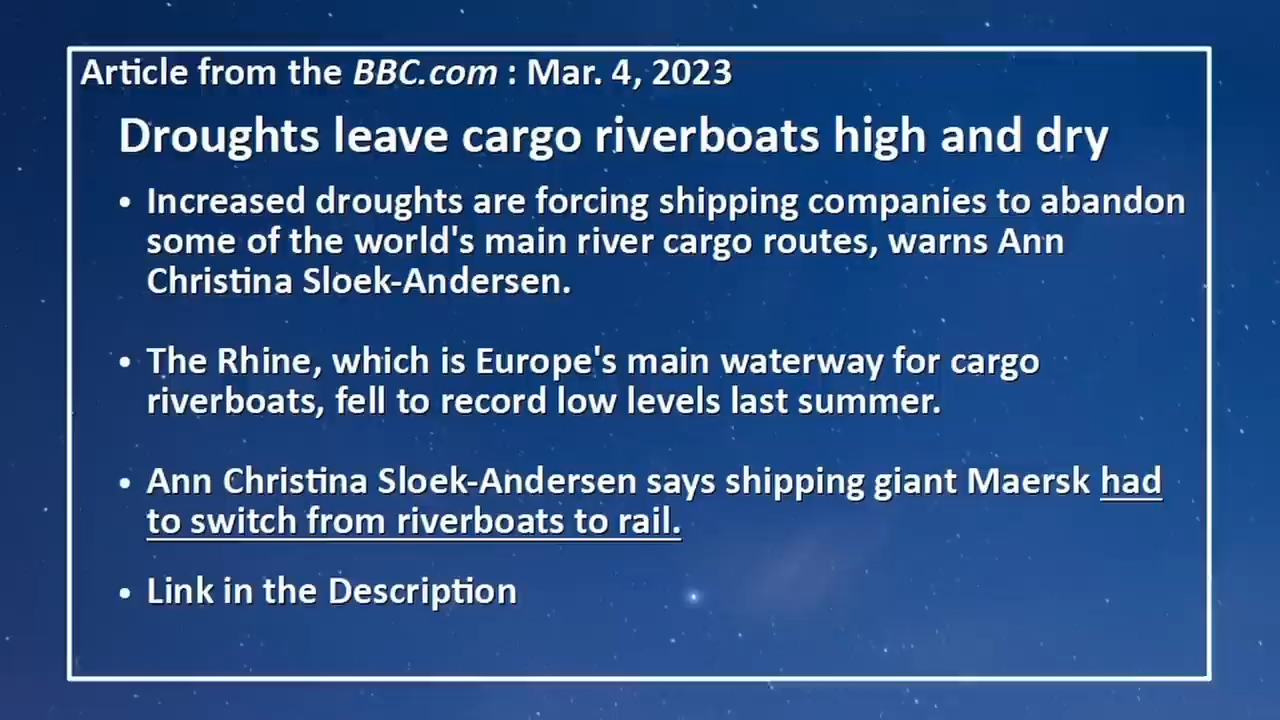 Article from the BBC.com : Mar. 4, 2023
Droughts leave cargo riverboats high and dry
• Increased droughts are forcing shipping companies to abandon
some of the world's main river cargo routes, warns Ann
Christina Sloek-Andersen.
• The Rhine, which is Europe's main waterway for cargo
riverboats, fell to record low levels last summer.
• Ann Christina Sloek-Andersen says shipping giant Maersk had
to switch from riverboats to rail.
• Link in the Description